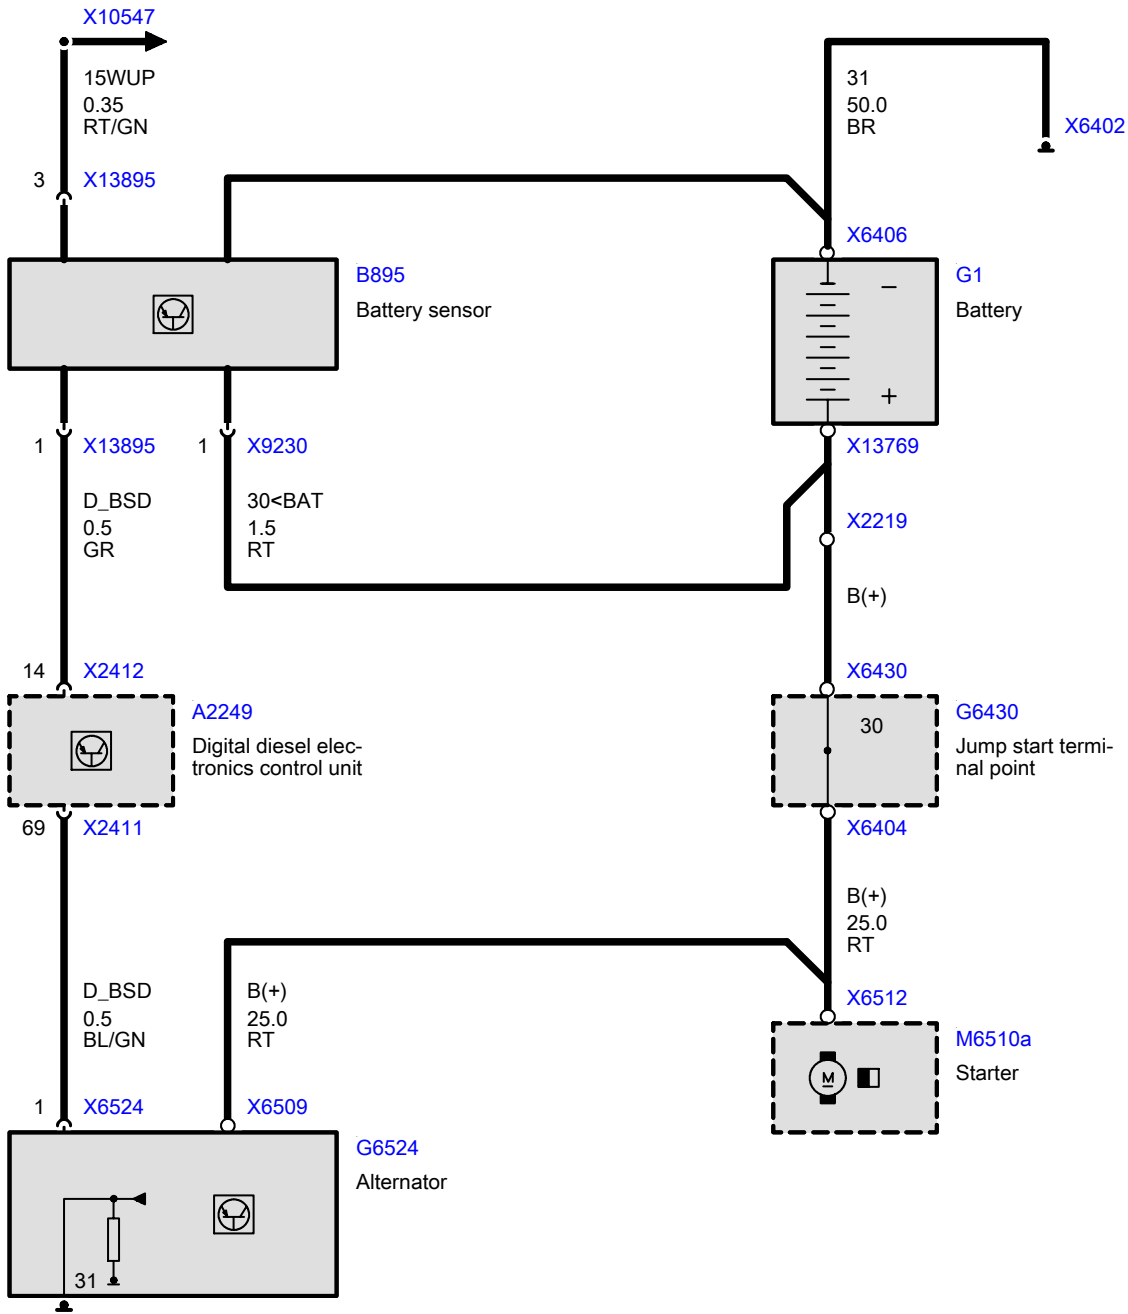 X10547
15WUP
0.35
RT/GN
31
50.0
BR
X6402
3
X13895
X6406
B895
Battery sensor
G1
Battery
−
+
1
X13895
1
X9230
X13769
D_BSD
0.5
GR
30<BAT
1.5
RT
X2219
B(+)
14
X2412
X6430
A2249
Digital diesel elec-
tronics control unit
30
G6430
Jump start termi-
nal point
69
X2411
X6404
B(+)
25.0
RT
D_BSD
0.5
BL/GN
B(+)
25.0
RT
X6512
M6510a
Starter
M
1
X6524
X6509
G6524
Alternator
31